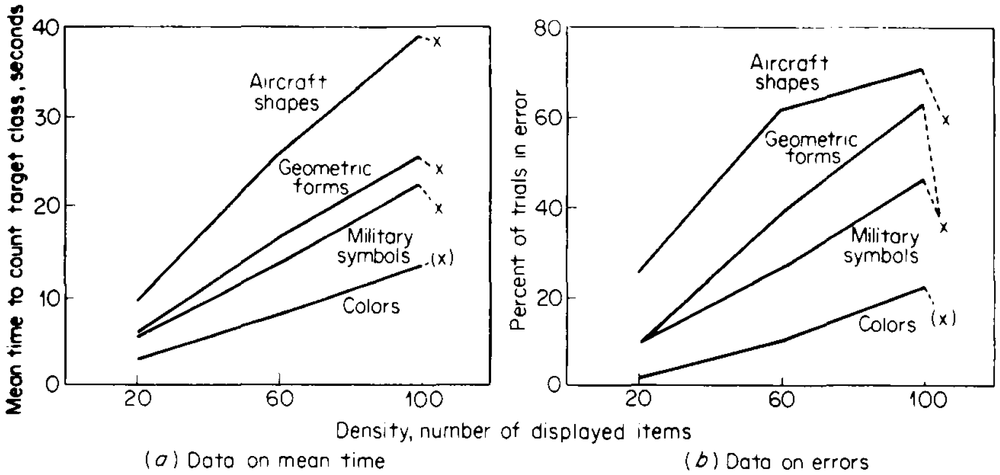 Mean time to count target class, seconds
40
30
20
10
0
20
60
100
Aircraft
shapes
Geometric
forms
Military
symbols
Colors
x
x
x
(x)
Percent of trials in error
80
60
40
20
0
20
60
100
Aircraft
shapes
Geometric
forms
Military
symbols
Colors
x
x
(x)
Density, number of displayed items
(a) Data on mean time
(b) Data on errors